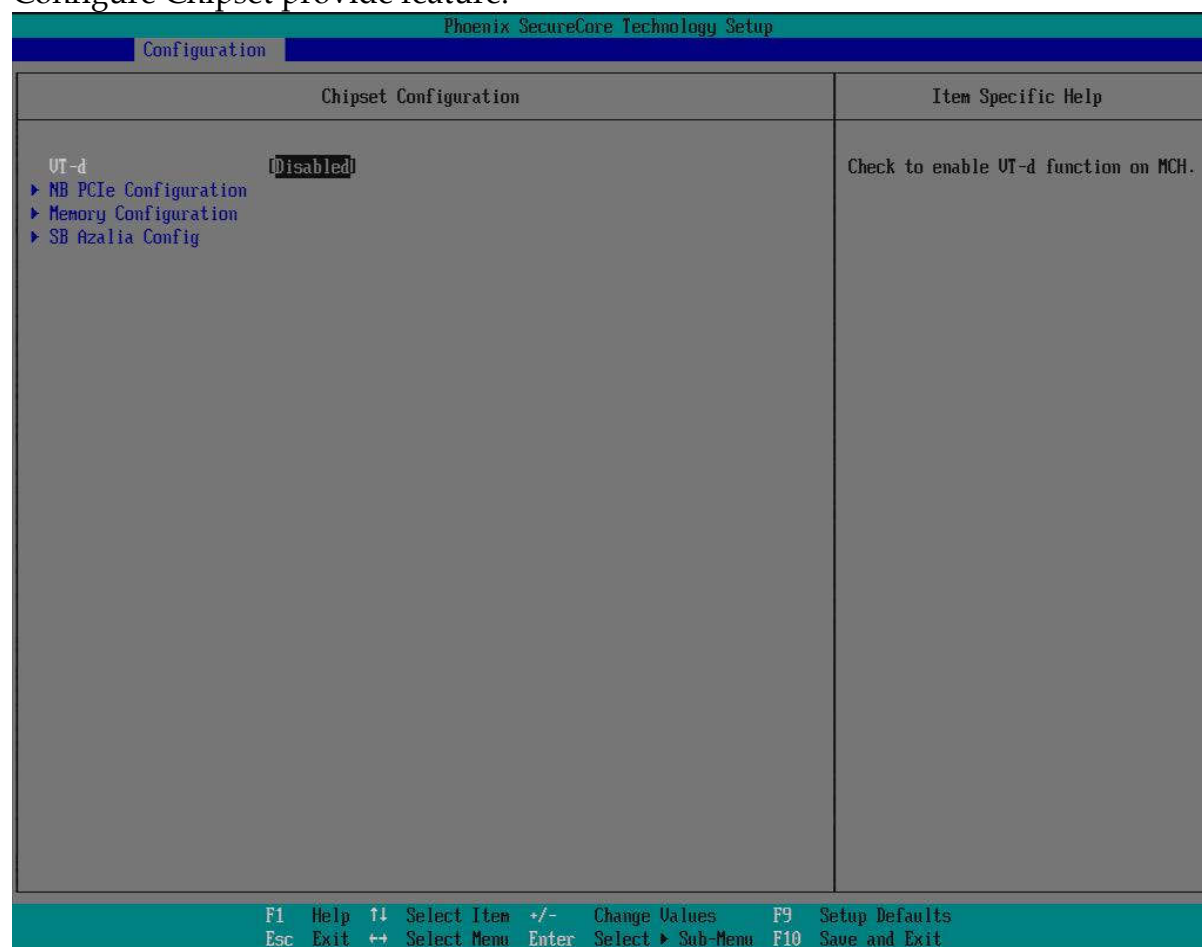 Configure Chipset provide feature.
Phoenix SecureCore Technology Setup
Configuration
Chipset Configuration
Item Specific Help
VT-d [Disabled]
Check to enable VT-d function on MCH.
▶ NB PCIe Configuration
▶ Memory Configuration
▶ SB Azalia Config
F1 Help ↑↓ Select Item +/- Change Values F9 Setup Defaults
Esc Exit ↔ Select Menu Enter Select ▶ Sub-Menu F10 Save and Exit